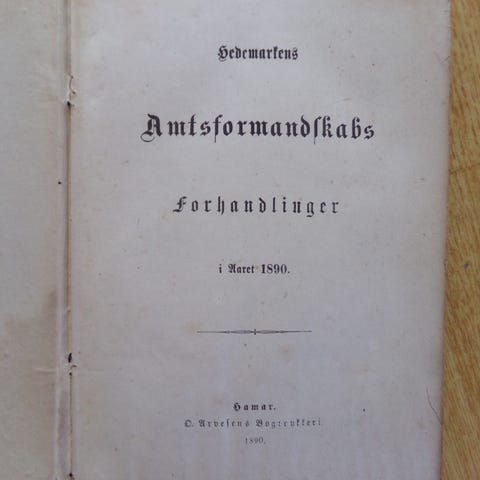 Hedemarkens
Amtsformandskabs
Forhandlinger
i Aaret 1890.
Hamar.
O. Arvesens Bogtrykkeri
1890.